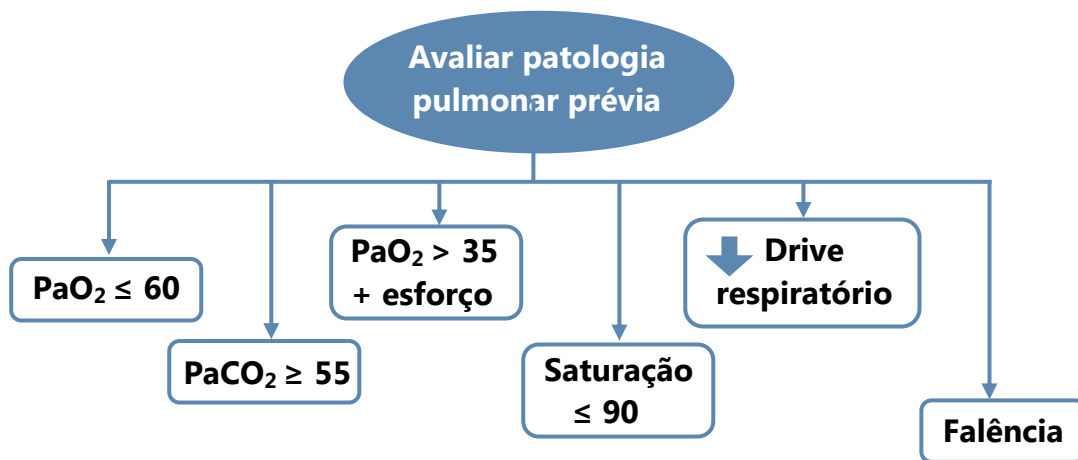 Avaliar patologia
pulmonar prévia
PaO₂ ≤ 60
PaCO₂ ≥ 55
PaO₂ > 35
+ esforço
Saturação
≤ 90
Drive
respiratório
Falência